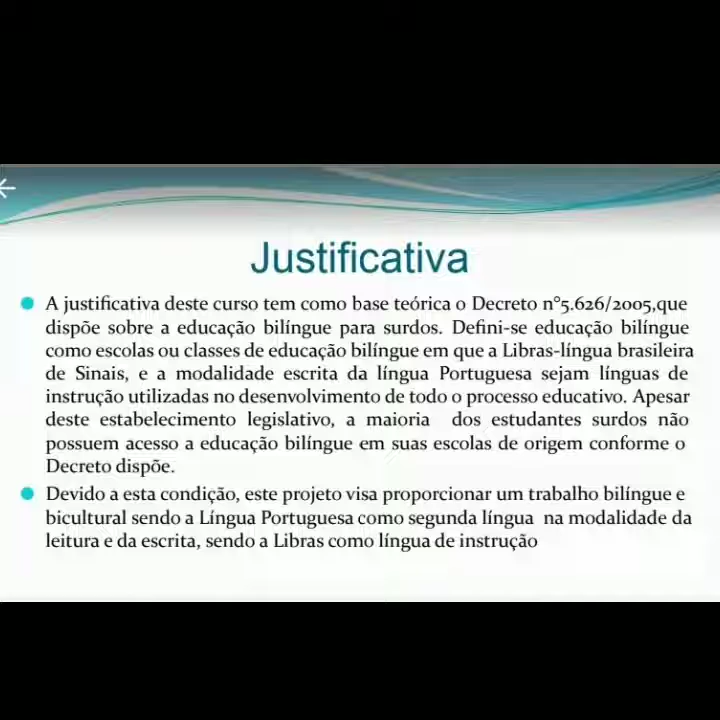 Justificativa
A justificativa deste curso tem como base teórica o Decreto n°5.626/2005,que
dispõe sobre a educação bilíngue para surdos. Defini-se educação bilíngue
como escolas ou classes de educação bilíngue em que a Libras-língua brasileira
de Sinais, e a modalidade escrita da língua Portuguesa sejam línguas de
instrução utilizadas no desenvolvimento de todo o processo educativo. Apesar
deste estabelecimento legislativo, a maioria dos estudantes surdos não
possuem acesso a educação bilíngue em suas escolas de origem conforme o
Decreto dispõe.
Devido a esta condição, este projeto visa proporcionar um trabalho bilíngue e
bicultural sendo a Língua Portuguesa como segunda língua na modalidade da
leitura e da escrita, sendo a Libras como língua de instrução